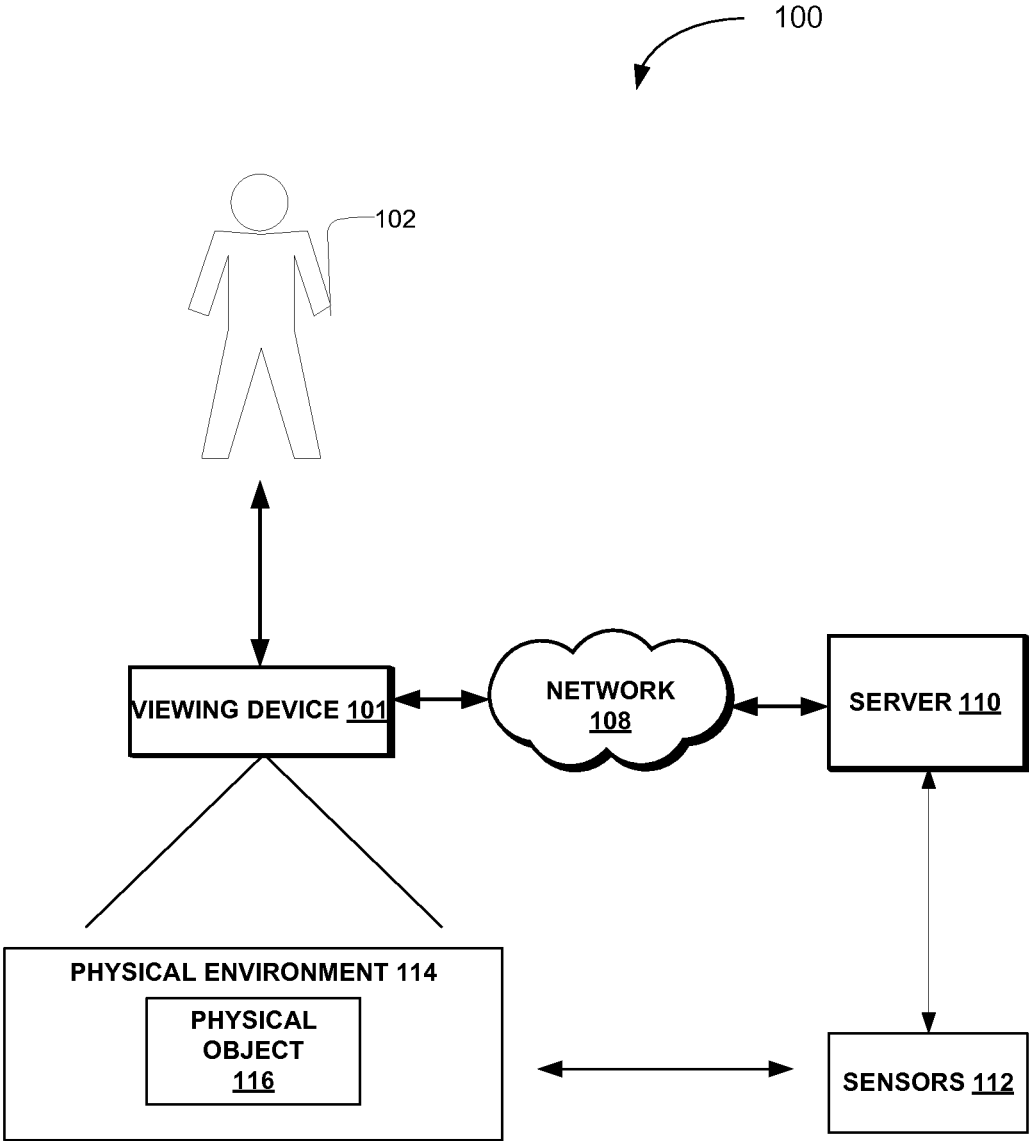 100
102
VIEWING DEVICE 101
NETWORK
108
SERVER 110
PHYSICAL ENVIRONMENT 114
PHYSICAL
OBJECT
116
SENSORS 112